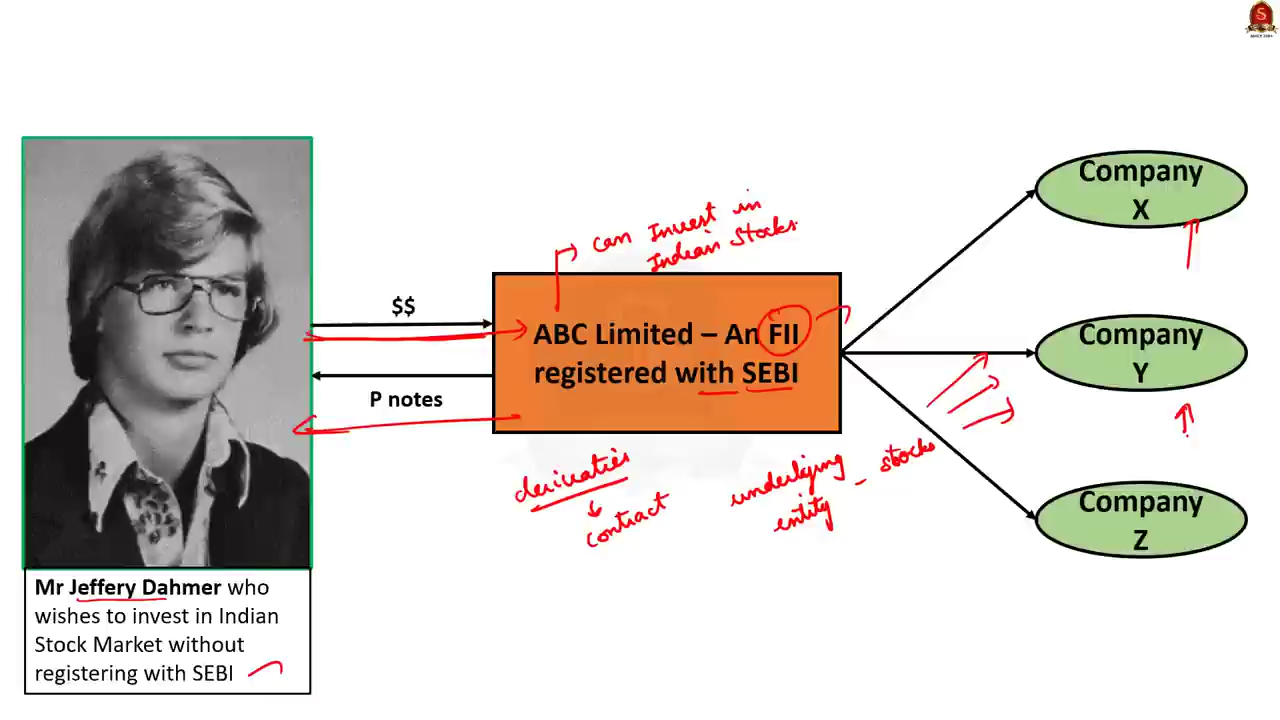 Company
X
can Invest in
Indian Stocks.
$$
ABC Limited – An FII
registered with SEBI
P notes
Company
Y
derivaties
contract
underlying
entity
- stocks
Company
Z
Mr Jeffery Dahmer who
wishes to invest in Indian
Stock Market without
registering with SEBI